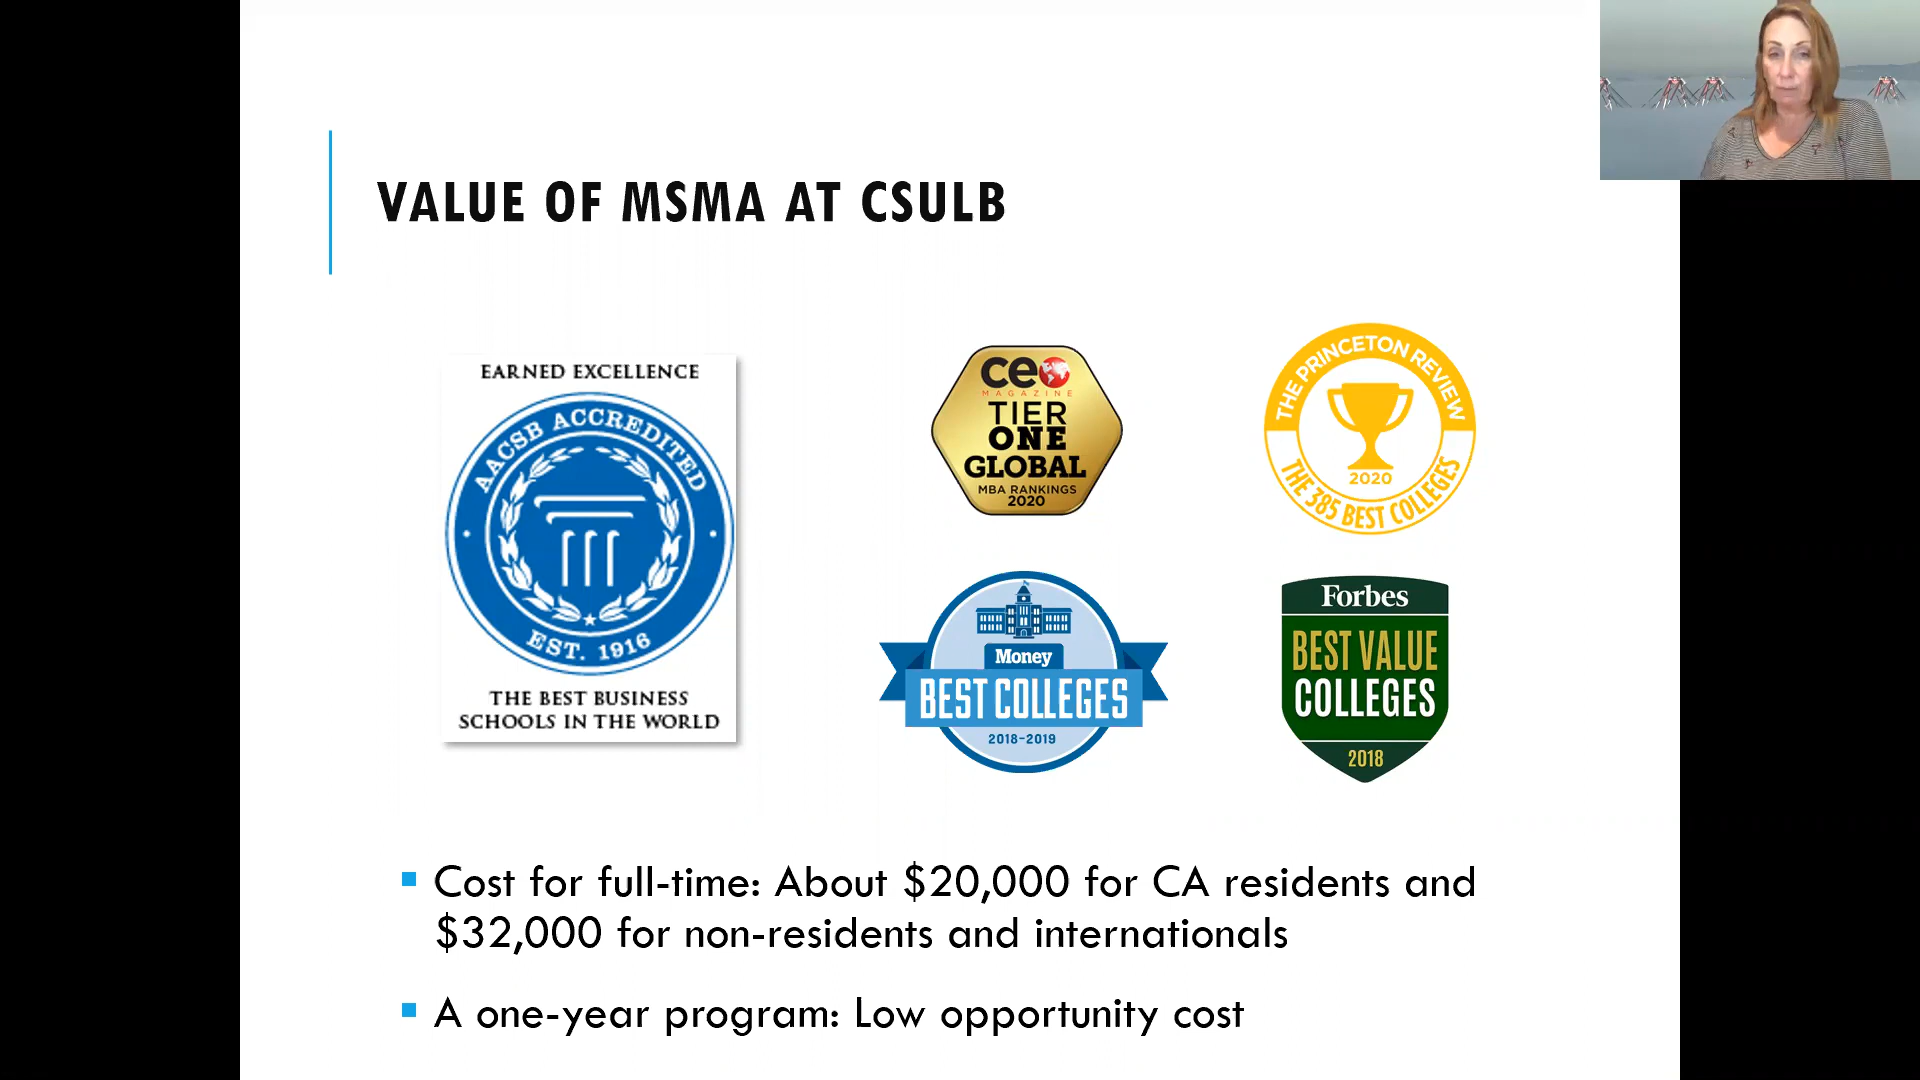 VALUE OF MSMA AT CSULB
EARNED EXCELLENCE
AACSB ACCREDITED
EST. 1916
THE BEST BUSINESS
SCHOOLS IN THE WORLD
CEO
MAGAZINE
TIER
ONE
GLOBAL
MBA RANKINGS
2020
THE PRINCETON REVIEW
2020
THE 385 BEST COLLEGES
Money
BEST COLLEGES
2018-2019
Forbes
BEST VALUE
COLLEGES
2018
Cost for full-time: About $20,000 for CA residents and
$32,000 for non-residents and internationals
A one-year program: Low opportunity cost